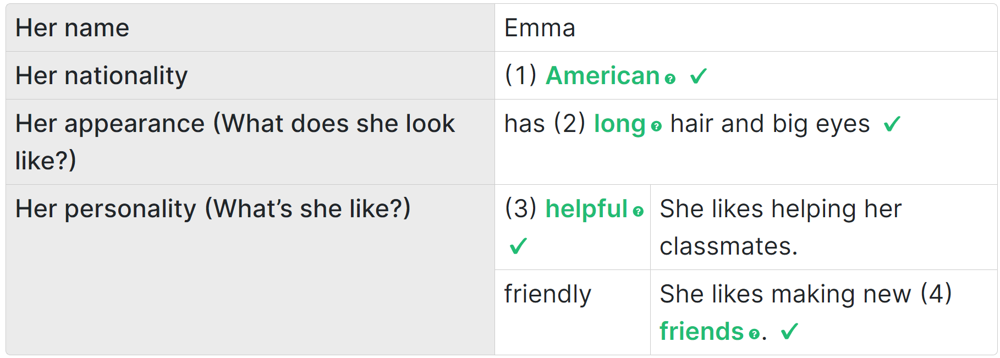 Her name
Emma
Her nationality
(1) American ? ✓
Her appearance (What does she look
like?)
has (2) long ? hair and big eyes ✓
Her personality (What’s she like?)
(3) helpful ?
✓
She likes helping her
classmates.
friendly
She likes making new (4)
friends ?. ✓